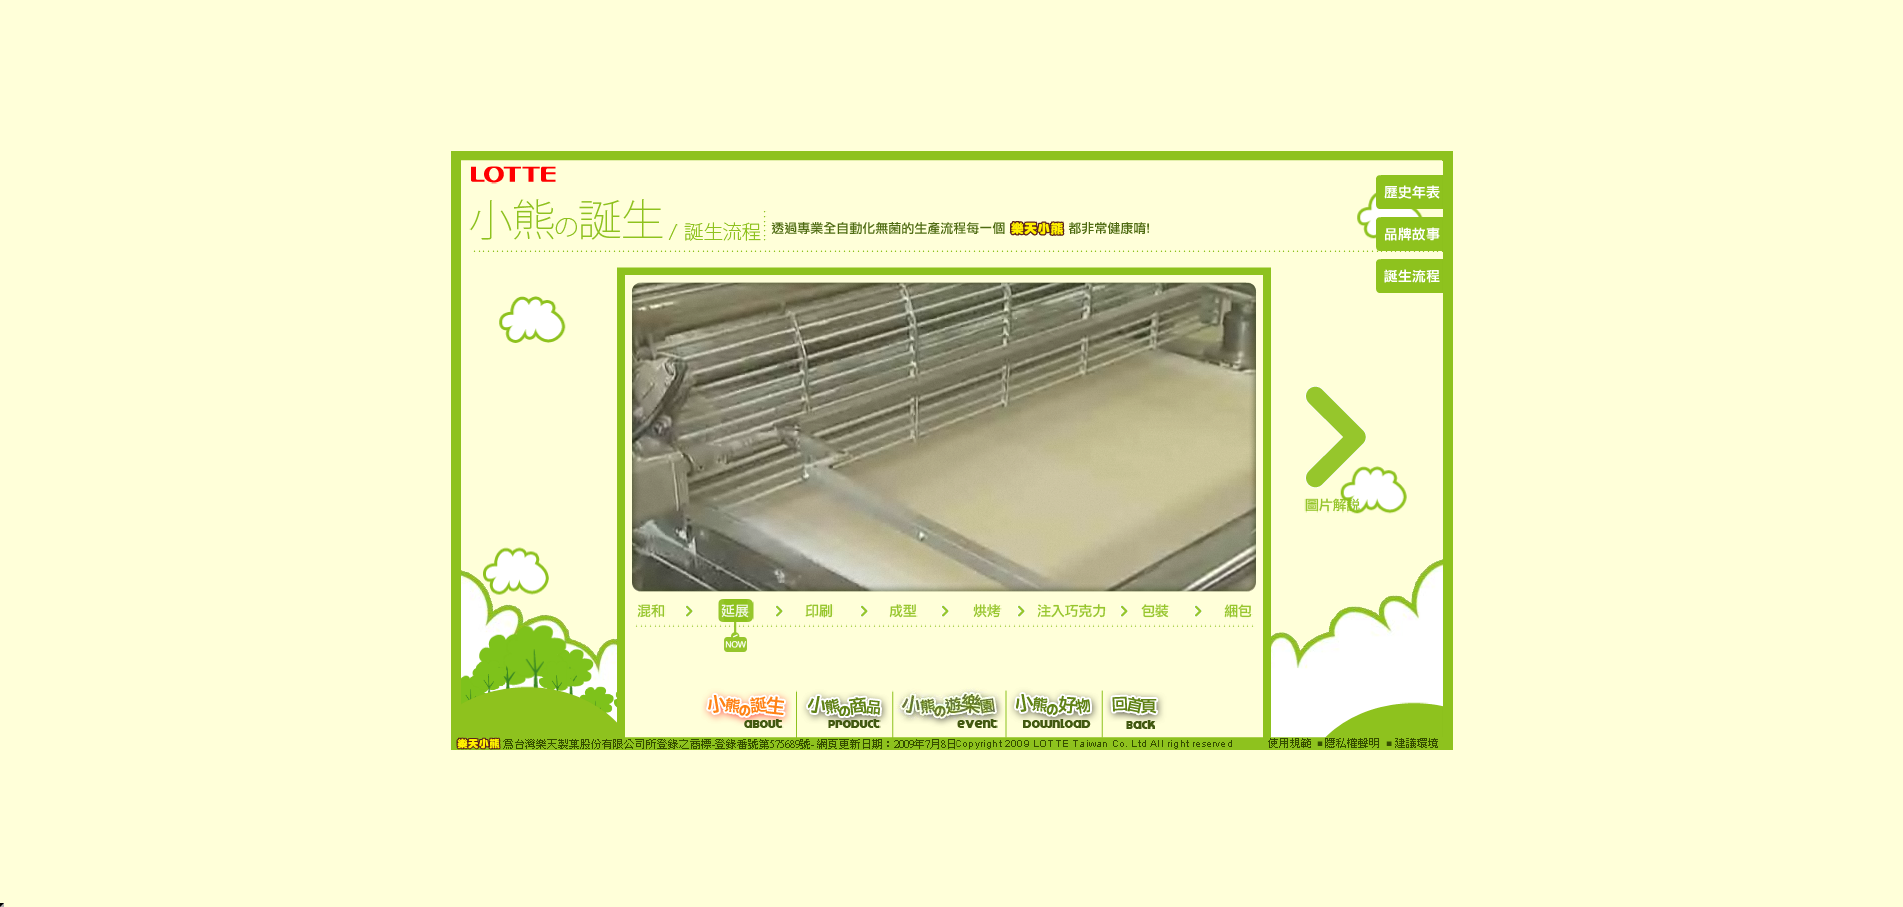 LOTTE
小熊の誕生 / 誕生流程
透過專業全自動化無菌的生產流程每一個 樂天小熊 都非常健康唷!
歷史年表
品牌故事
誕生流程
圖片解説
混和 > 延展 > 印刷 > 成型 > 烘烤 > 注入巧克力 > 包裝 > 綑包
NOW
小熊の誕生 小熊の商品 小熊の遊樂園 小熊の好物 回首頁
about product event Download Back
樂天小熊 為台灣樂天製菓股份有限公司所登錄之商標-登錄番號第575689號- 網頁更新日期：2009年7月8日Copyright 2009 LOTTE Taiwan Co. Ltd All right reserved 使用規範 ■隱私權聲明 ■建議環境